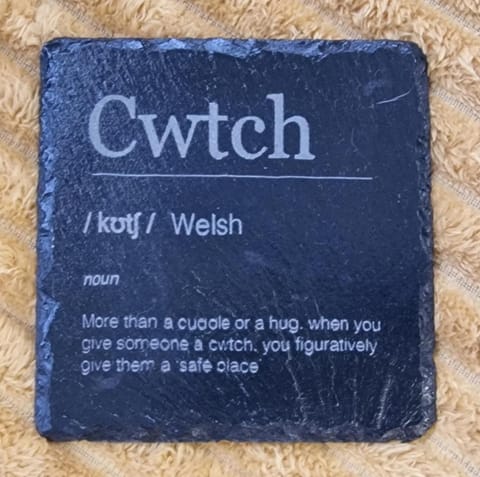 Cwtch
/kʊtʃ/ Welsh
noun
More than a cuddle or a hug. when you
give someone a cwtch, you figuratively
give them a 'safe place'